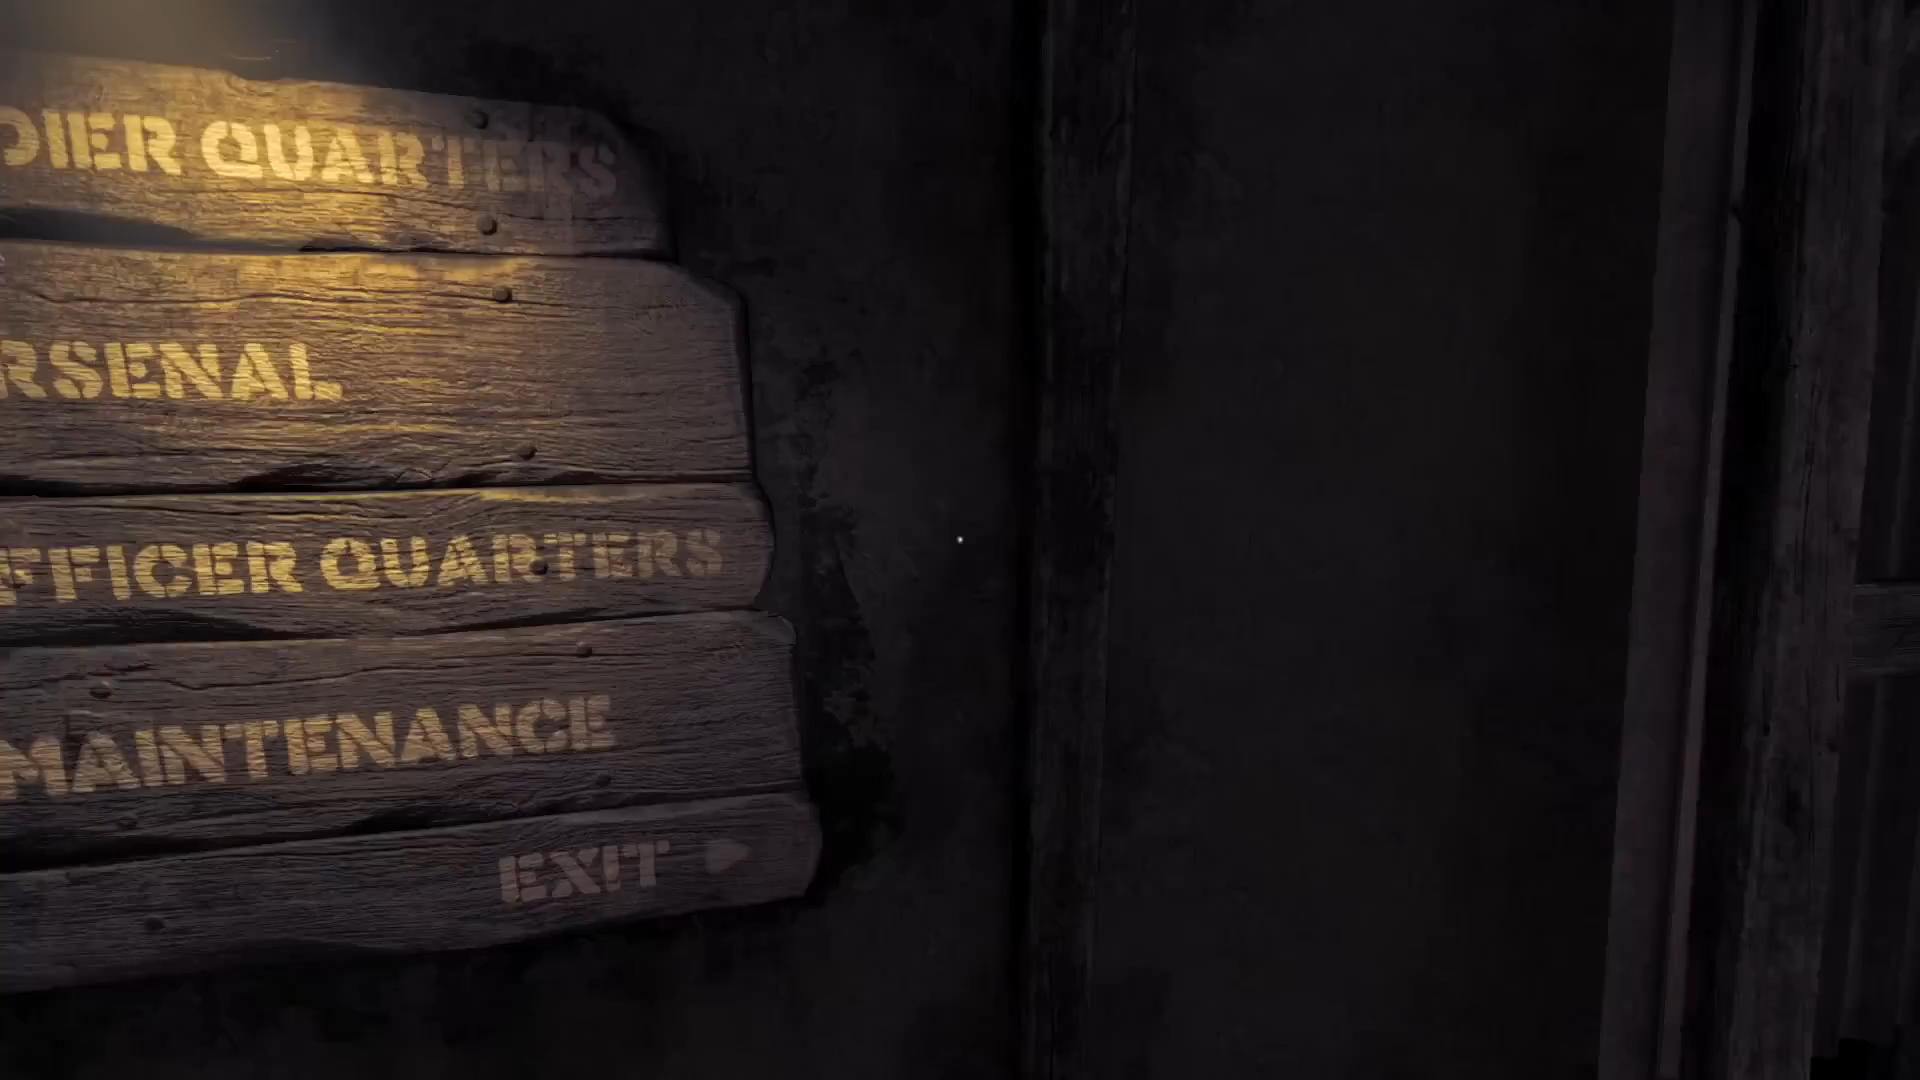 DIER QUARTERS
RSENAL
FFICER QUARTERS
MAINTENANCE
EXIT